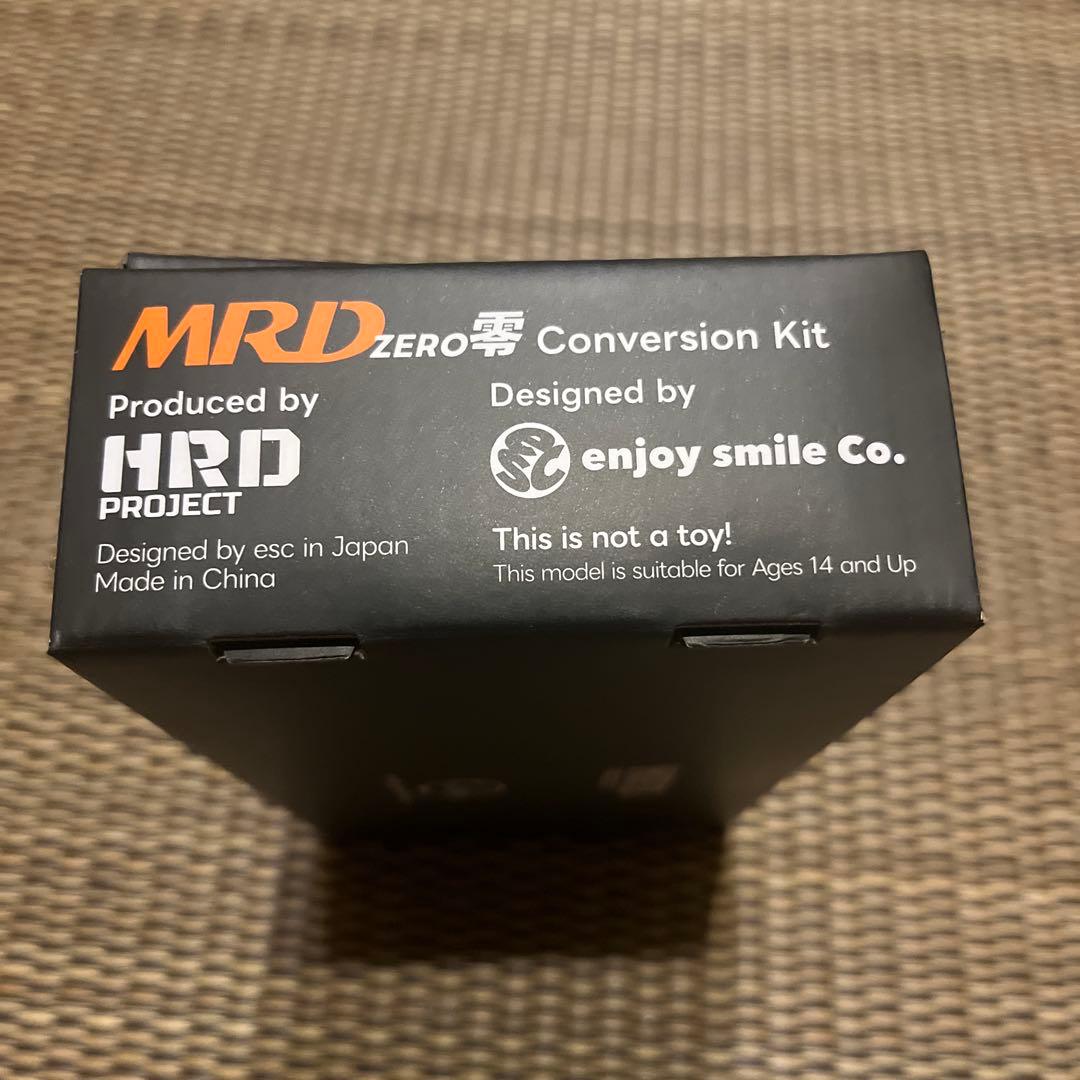 MRD ZERO零 Conversion Kit
Produced by
HRD
PROJECT
Designed by esc in Japan
Made in China
Designed by
esc enjoy smile Co.
This is not a toy!
This model is suitable for Ages 14 and Up